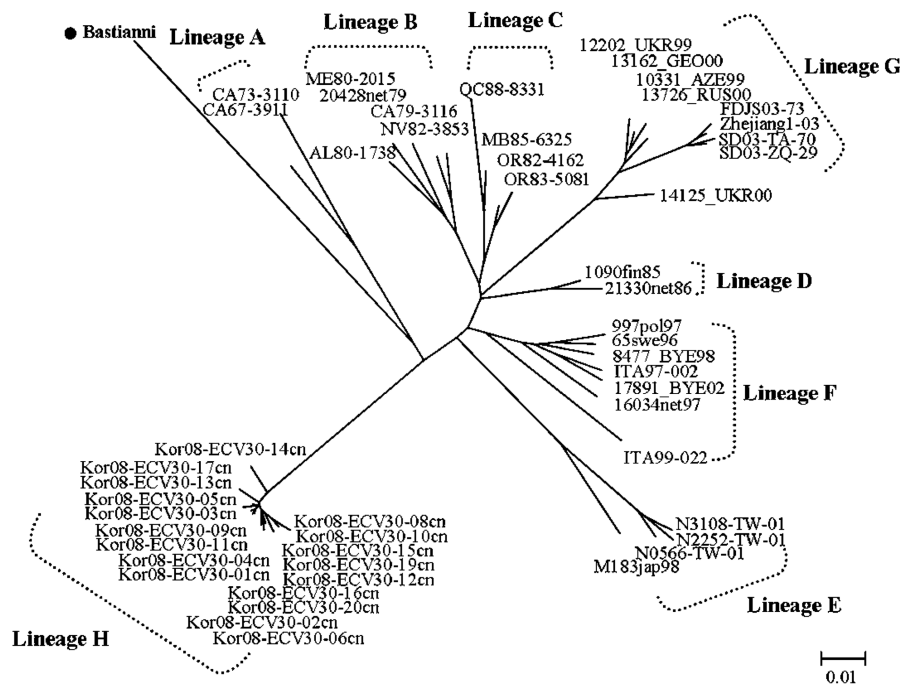 Bastianni
Lineage A
CA73-3110
CA67-3911
Lineage B
ME80-2015
20428net79
CA79-3116
NV82-3853
AL80-1738
Lineage C
QC88-8331
MB85-6325
OR82-4162
OR83-5081
12202_UKR99
13162_GEO00
10331_AZE99
13726_RUS00
Lineage G
FDJS03-73
Zhejiang1-03
SD03-TA-70
SD03-ZQ-29
14125_UKR00
1090fin85
21330net86
Lineage D
997pol97
65swe96
8477_BYE98
ITA97-002
17891_BYE02
16034net97
Lineage F
ITA99-022
Kor08-ECV30-14cn
Kor08-ECV30-17cn
Kor08-ECV30-13cn
Kor08-ECV30-05cn
Kor08-ECV30-03cn
Kor08-ECV30-09cn
Kor08-ECV30-11cn
Kor08-ECV30-04cn
Kor08-ECV30-01cn
Kor08-ECV30-08cn
Kor08-ECV30-10cn
Kor08-ECV30-15cn
Kor08-ECV30-19cn
Kor08-ECV30-12cn
Kor08-ECV30-16cn
Kor08-ECV30-20cn
Kor08-ECV30-02cn
Kor08-ECV30-06cn
Lineage H
N3108-TW-01
N2252-TW-01
N0566-TW-01
M183jap98
Lineage E
0.01